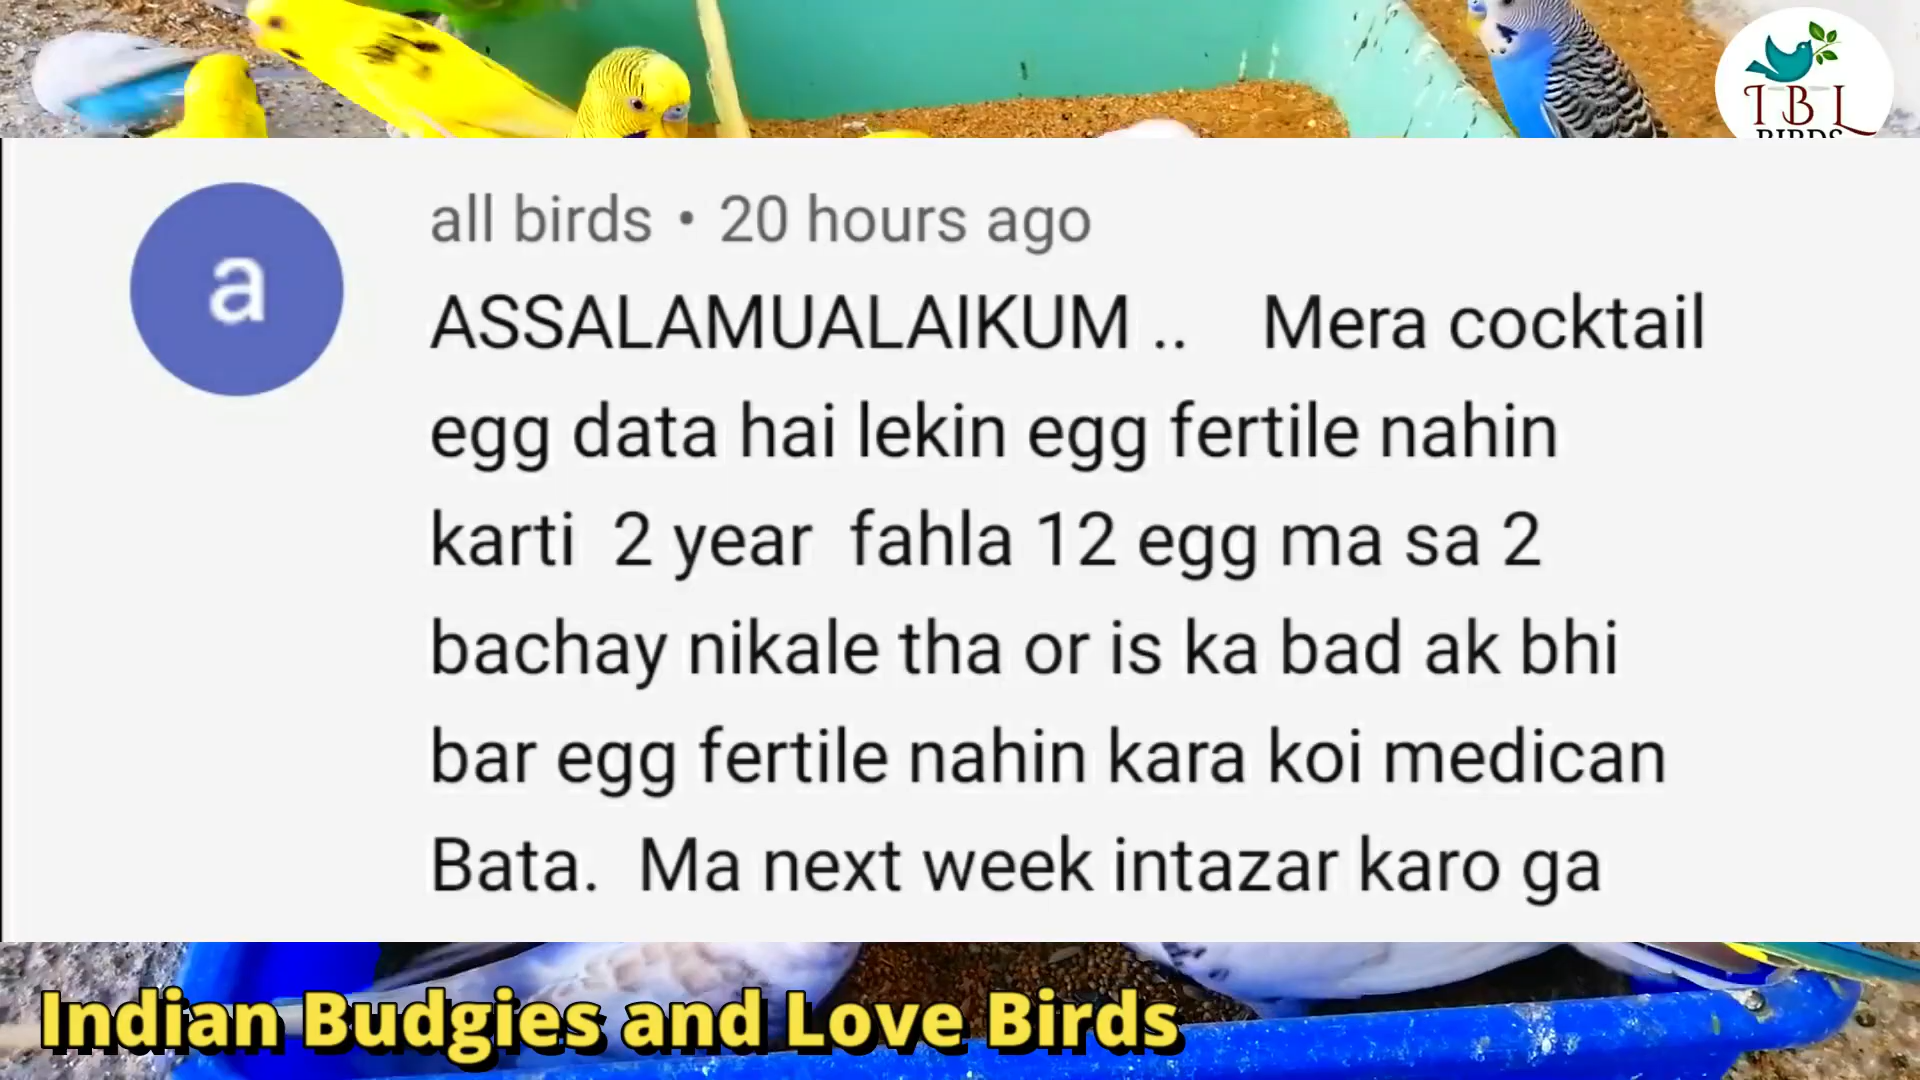 IBL
BIRDS
a
all birds • 20 hours ago
ASSALAMUALAIKUM .. Mera cocktail
egg data hai lekin egg fertile nahin
karti 2 year fahla 12 egg ma sa 2
bachay nikale tha or is ka bad ak bhi
bar egg fertile nahin kara koi medican
Bata. Ma next week intazar karo ga
Indian Budgies and Love Birds